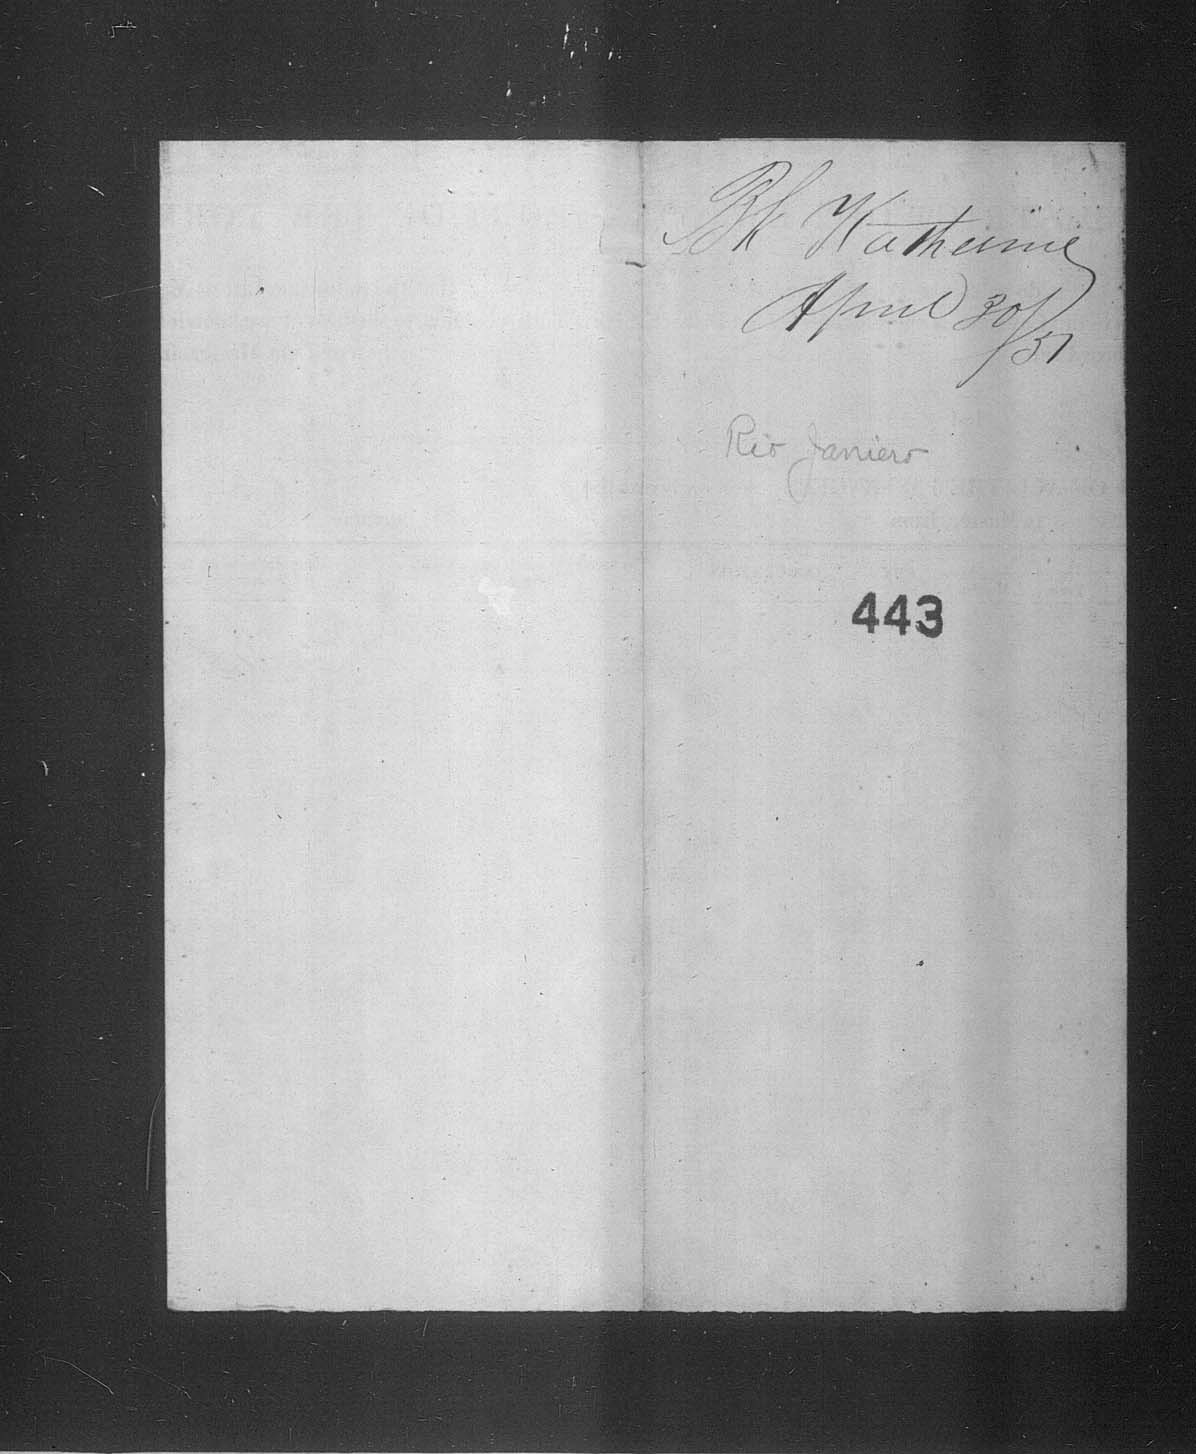 Bk Katherine
April 30/51
Rio Janiero
443